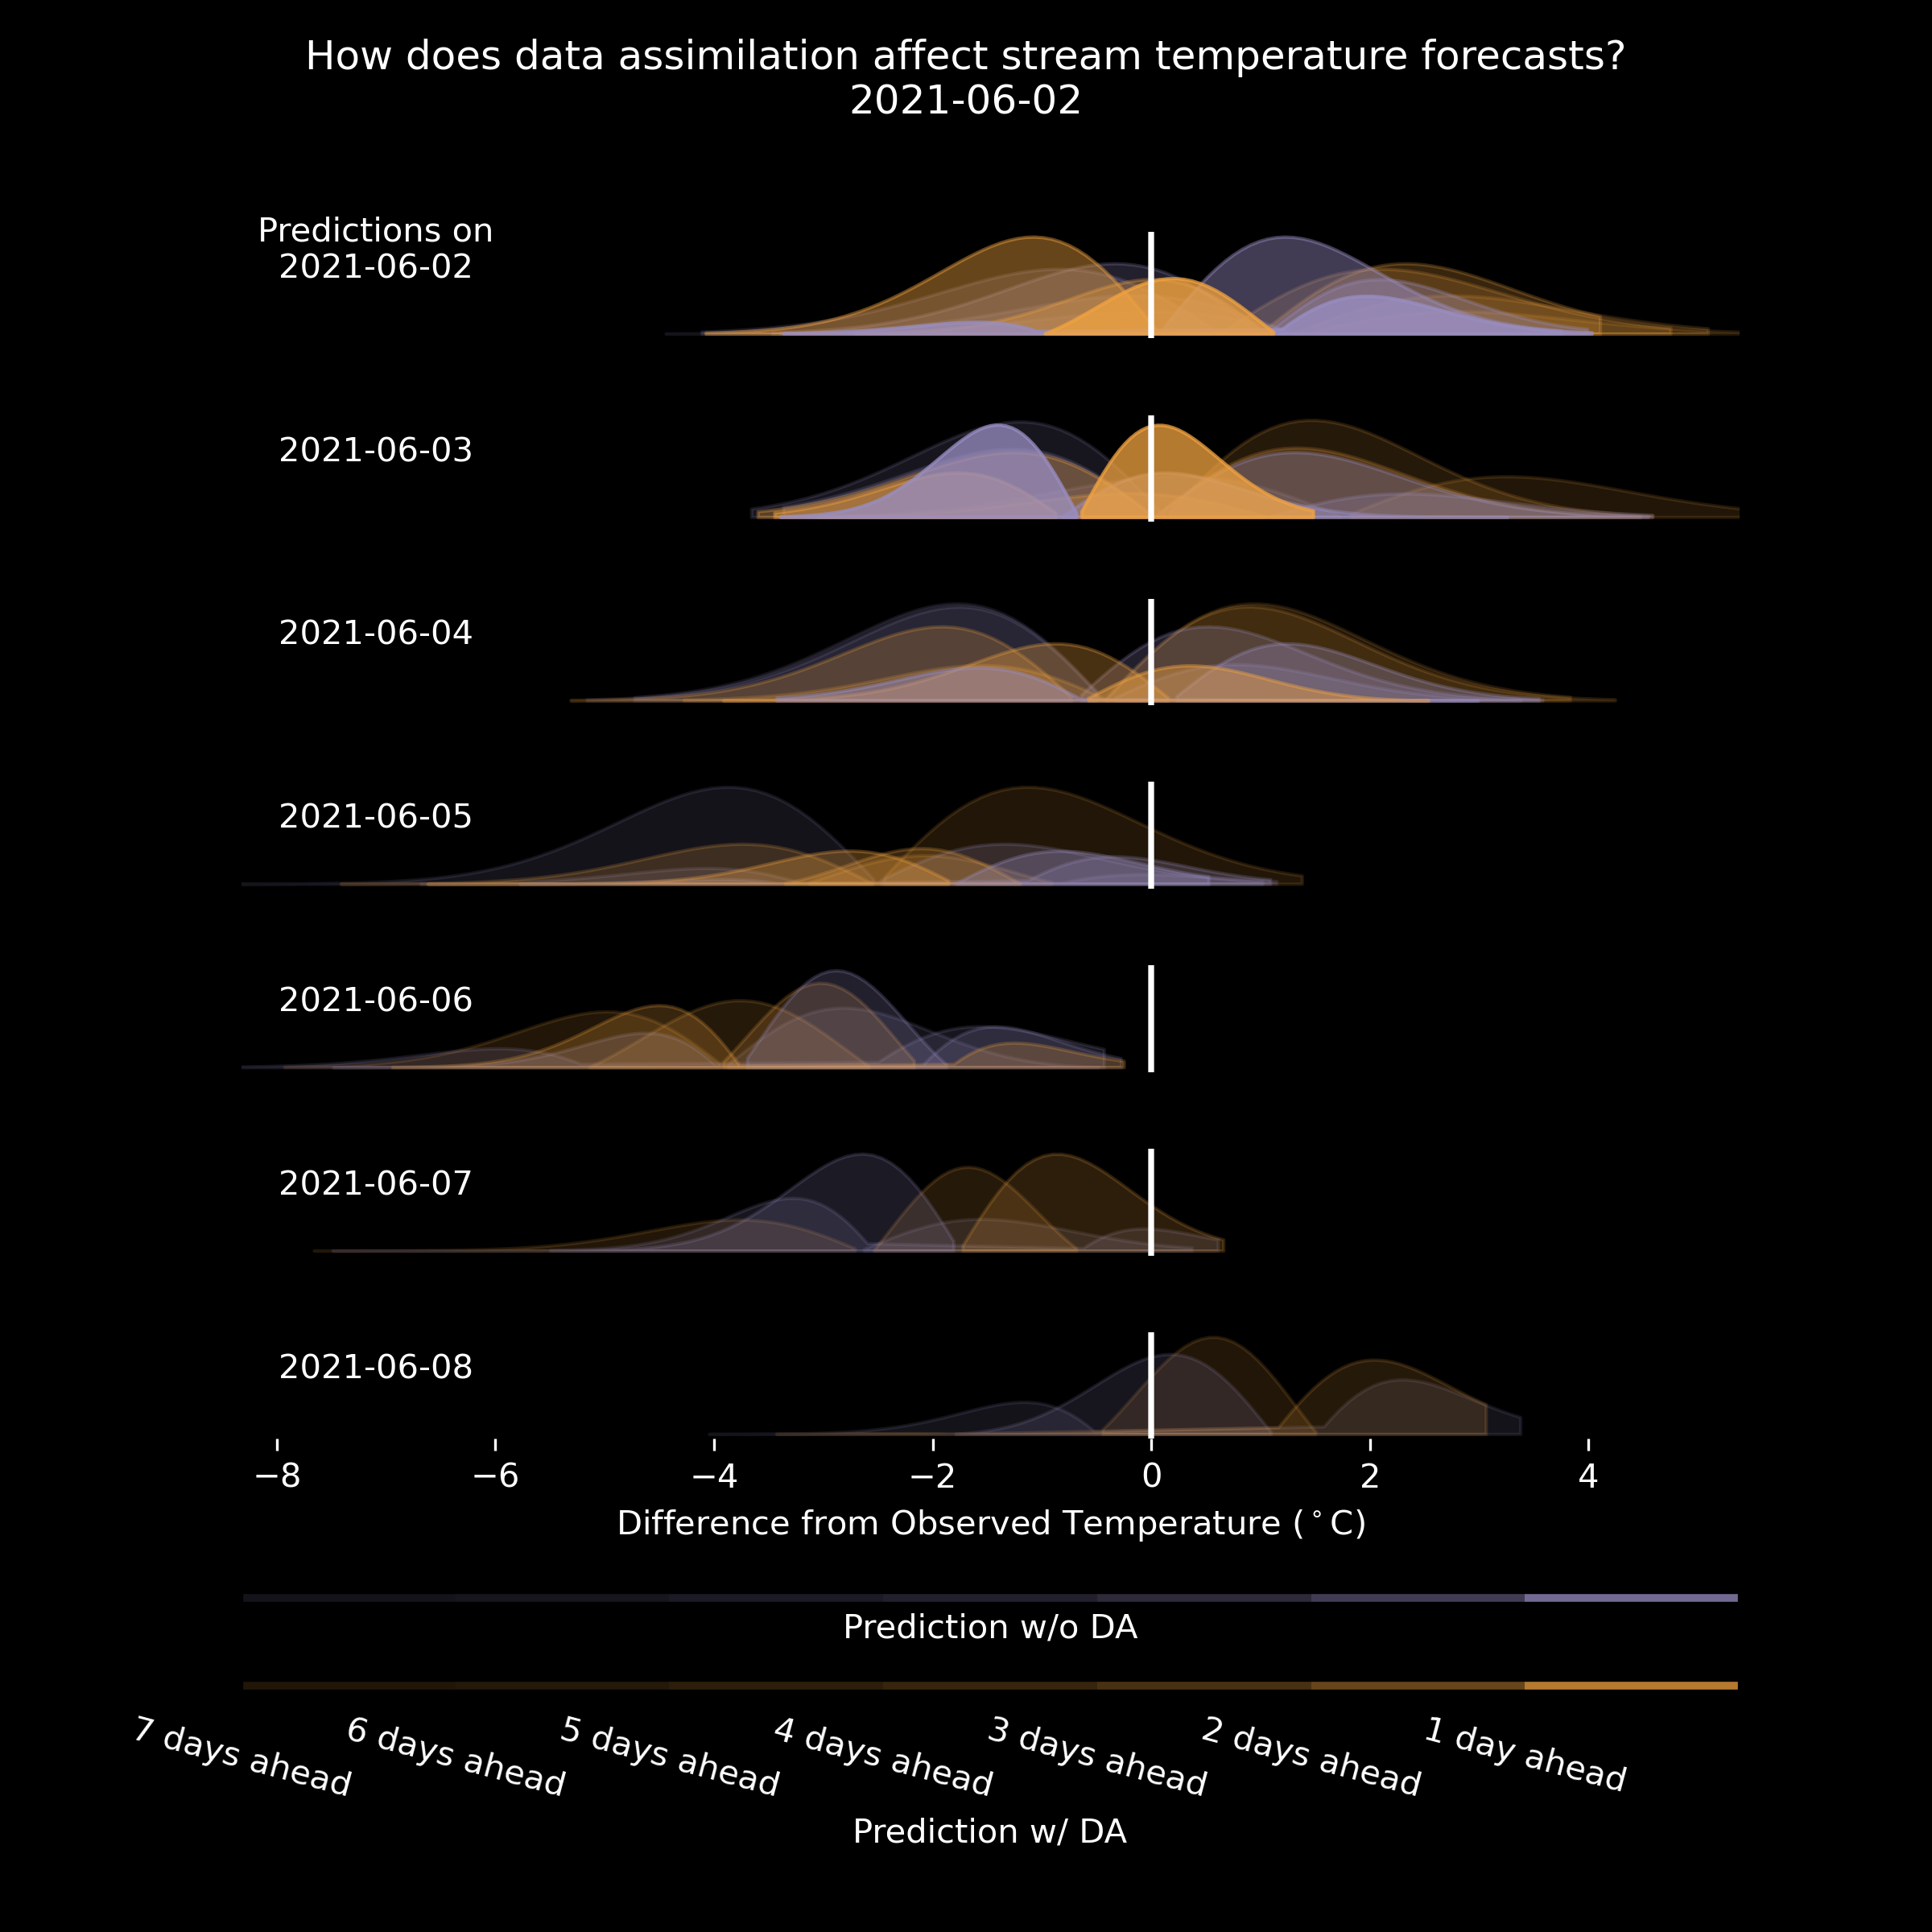 How does data assimilation affect stream temperature forecasts?
2021-06-02
Predictions on
2021-06-02
2021-06-03
2021-06-04
2021-06-05
2021-06-06
2021-06-07
2021-06-08
−8 −6 −4 −2 0 2 4
Difference from Observed Temperature (°C)
Prediction w/o DA
7 days ahead 6 days ahead 5 days ahead 4 days ahead 3 days ahead 2 days ahead 1 day ahead
Prediction w/ DA